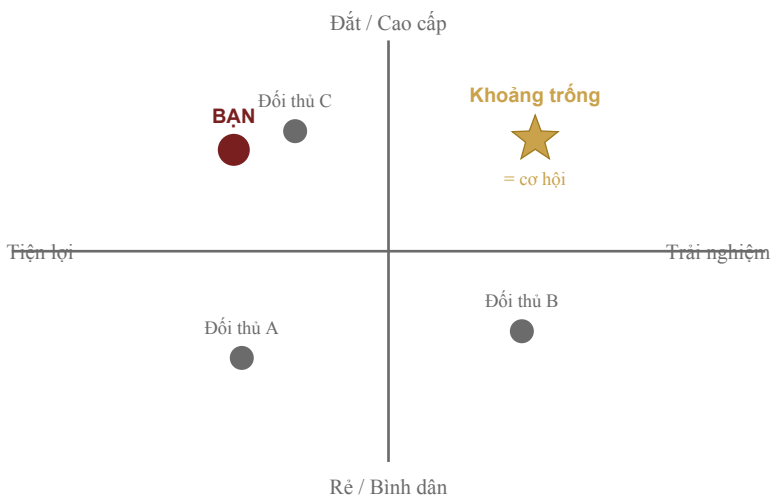 Đắt / Cao cấp
Khoảng trống
Đối thủ C
BẠN
= cơ hội
Tiện lợi
Trải nghiệm
Đối thủ B
Đối thủ A
Rẻ / Bình dân